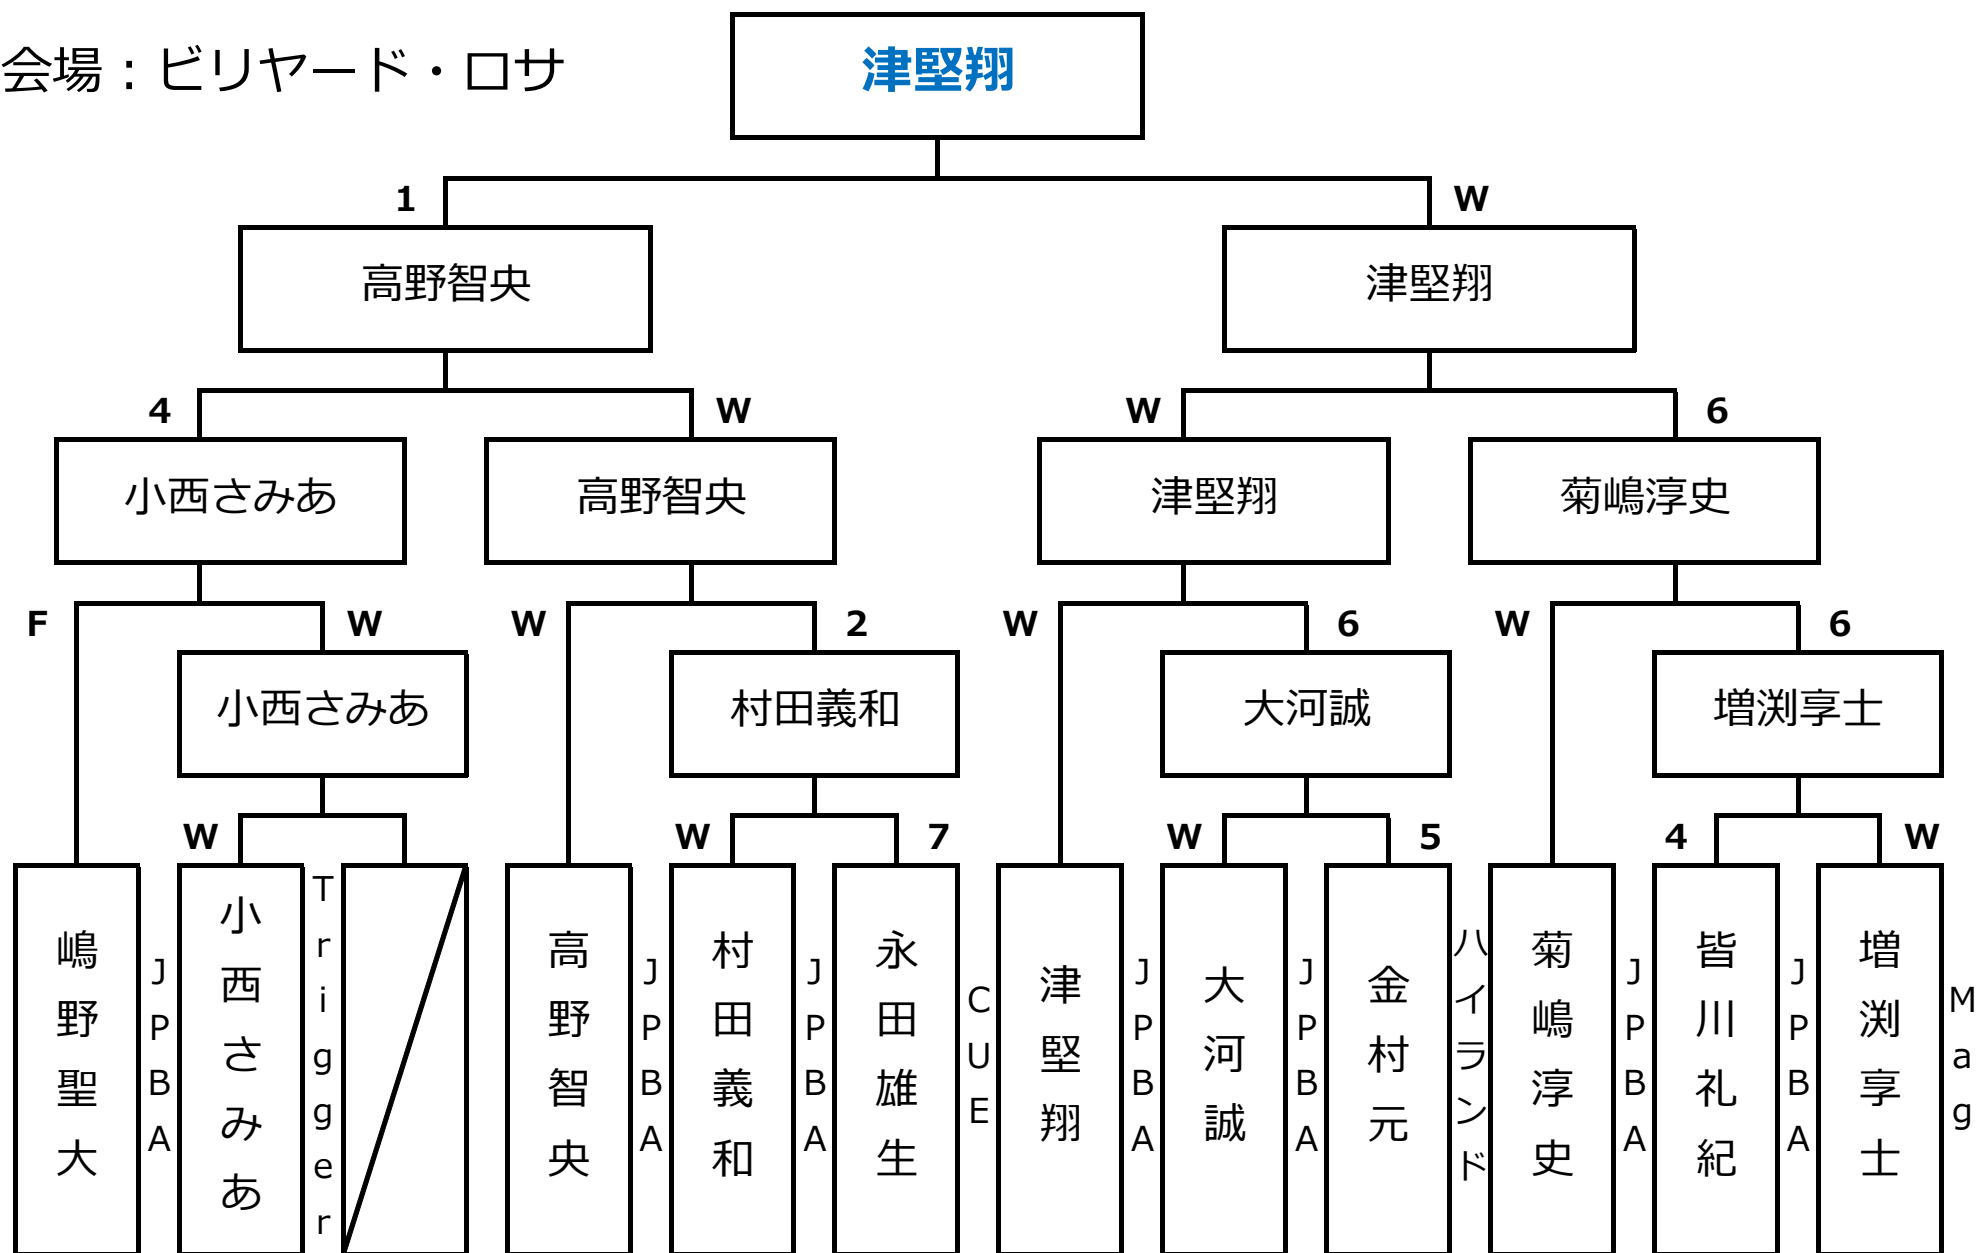 会場：ビリヤード・ロサ
津堅翔
1
W
高野智央
津堅翔
4
W
W
6
小西さみあ
高野智央
津堅翔
菊嶋淳史
F
W
W
2
W
6
W
6
小西さみあ
村田義和
大河誠
増渕享士
W
W
7
W
5
4
W
嶋野聖大
JPBA
小西さみあ
Trigger
高野智央
JPBA
村田義和
JPBA
永田雄生
CUE
津堅翔
JPBA
大河誠
JPBA
金村元
ハイランド
菊嶋淳史
JPBA
皆川礼紀
JPBA
増渕享士
Mag